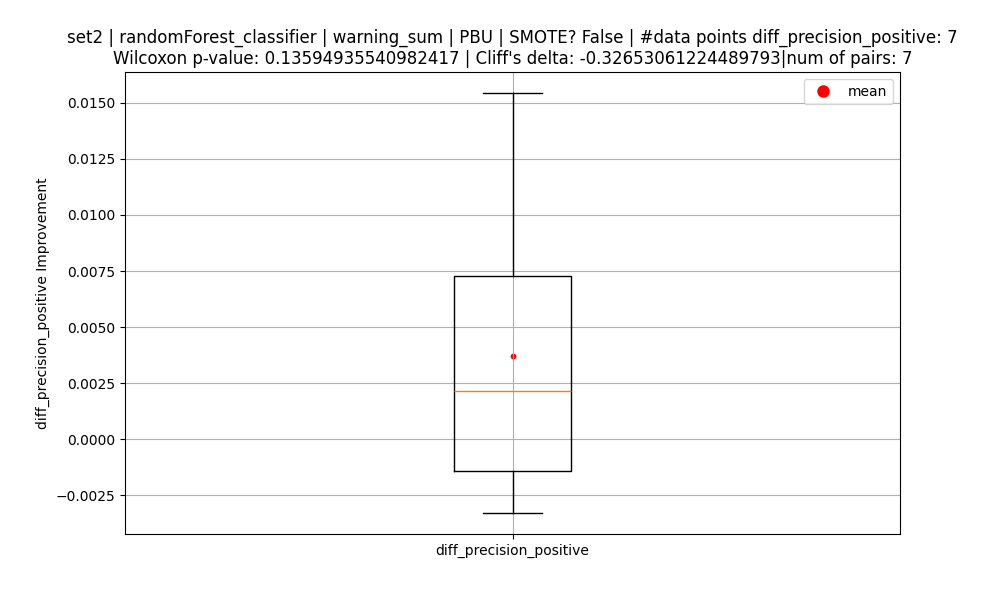 set2 | randomForest_classifier | warning_sum | PBU | SMOTE? False | #data points diff_precision_positive: 7
Wilcoxon p-value: 0.13594935540982417 | Cliff's delta: -0.32653061224489793|num of pairs: 7
mean
0.0150
0.0125
0.0100
0.0075
0.0050
0.0025
0.0000
−0.0025
diff_precision_positive Improvement
diff_precision_positive